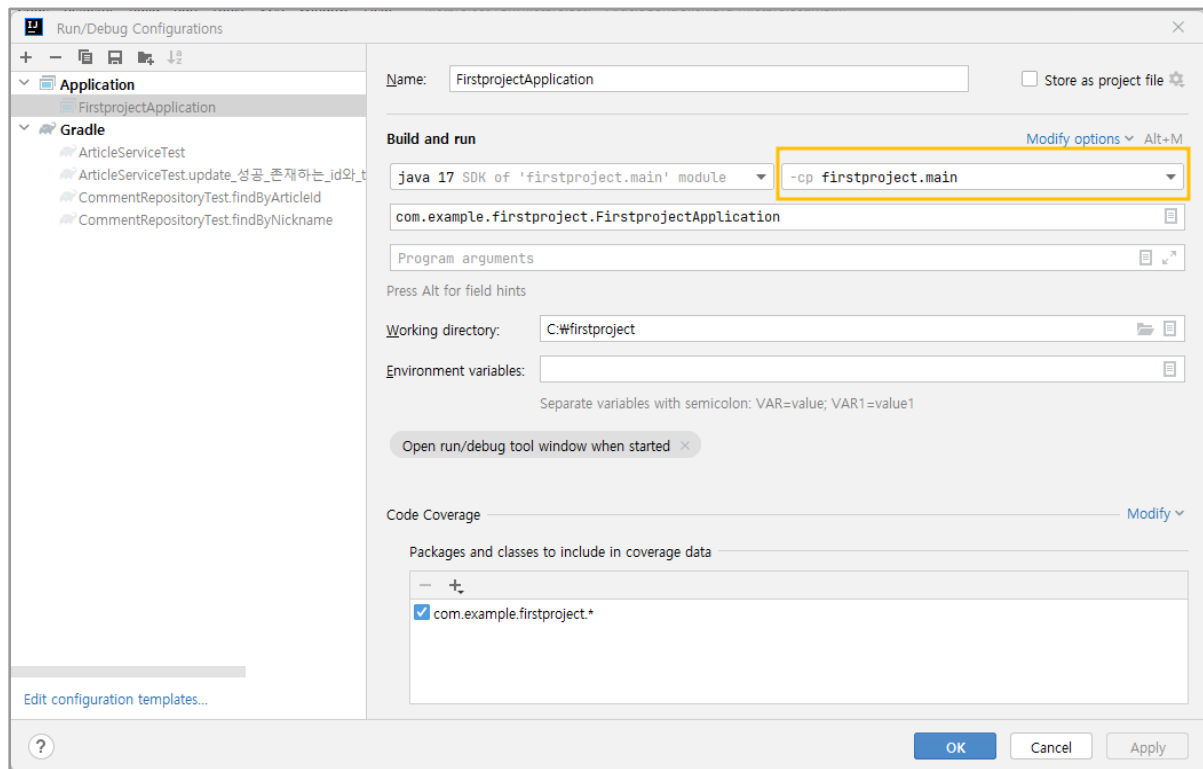 Run/Debug Configurations
Application
FirstprojectApplication
Gradle
ArticleServiceTest
ArticleServiceTest.update_성공_존재하는_id와_t
CommentRepositoryTest.findByArticleId
CommentRepositoryTest.findByNickname
Edit configuration templates...
Name: FirstprojectApplication Store as project file
Build and run Modify options Alt+M
java 17 SDK of 'firstproject.main' module -cp firstproject.main
com.example.firstproject.FirstprojectApplication
Program arguments
Press Alt for field hints
Working directory: C:₩firstproject
Environment variables:
Separate variables with semicolon: VAR=value; VAR1=value1
Open run/debug tool window when started ×
Code Coverage Modify
Packages and classes to include in coverage data
com.example.firstproject.*
? OK Cancel Apply